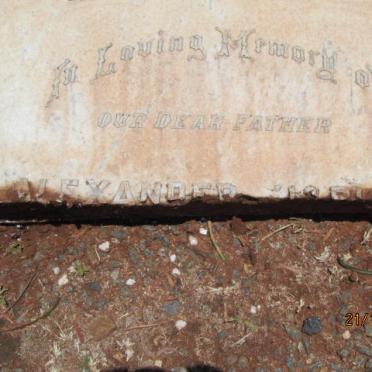 In Loving Memory o
OUR DEAR FATHER
ALEXANDER
21/1